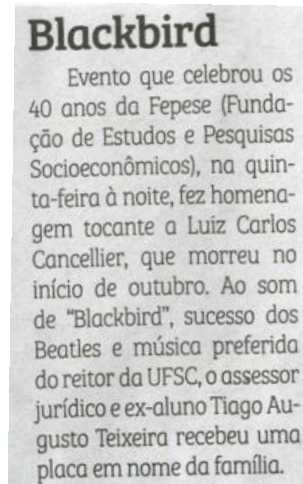 Blackbird
Evento que celebrou os
40 anos da Fepese (Funda-
ção de Estudos e Pesquisas
Socioeconômicos), na quin-
ta-feira à noite, fez homena-
gem tocante a Luiz Carlos
Cancellier, que morreu no
início de outubro. Ao som
de "Blackbird", sucesso dos
Beatles e música preferida
do reitor da UFSC, o assessor
jurídico e ex-aluno Tiago Au-
gusto Teixeira recebeu uma
placa em nome da família.